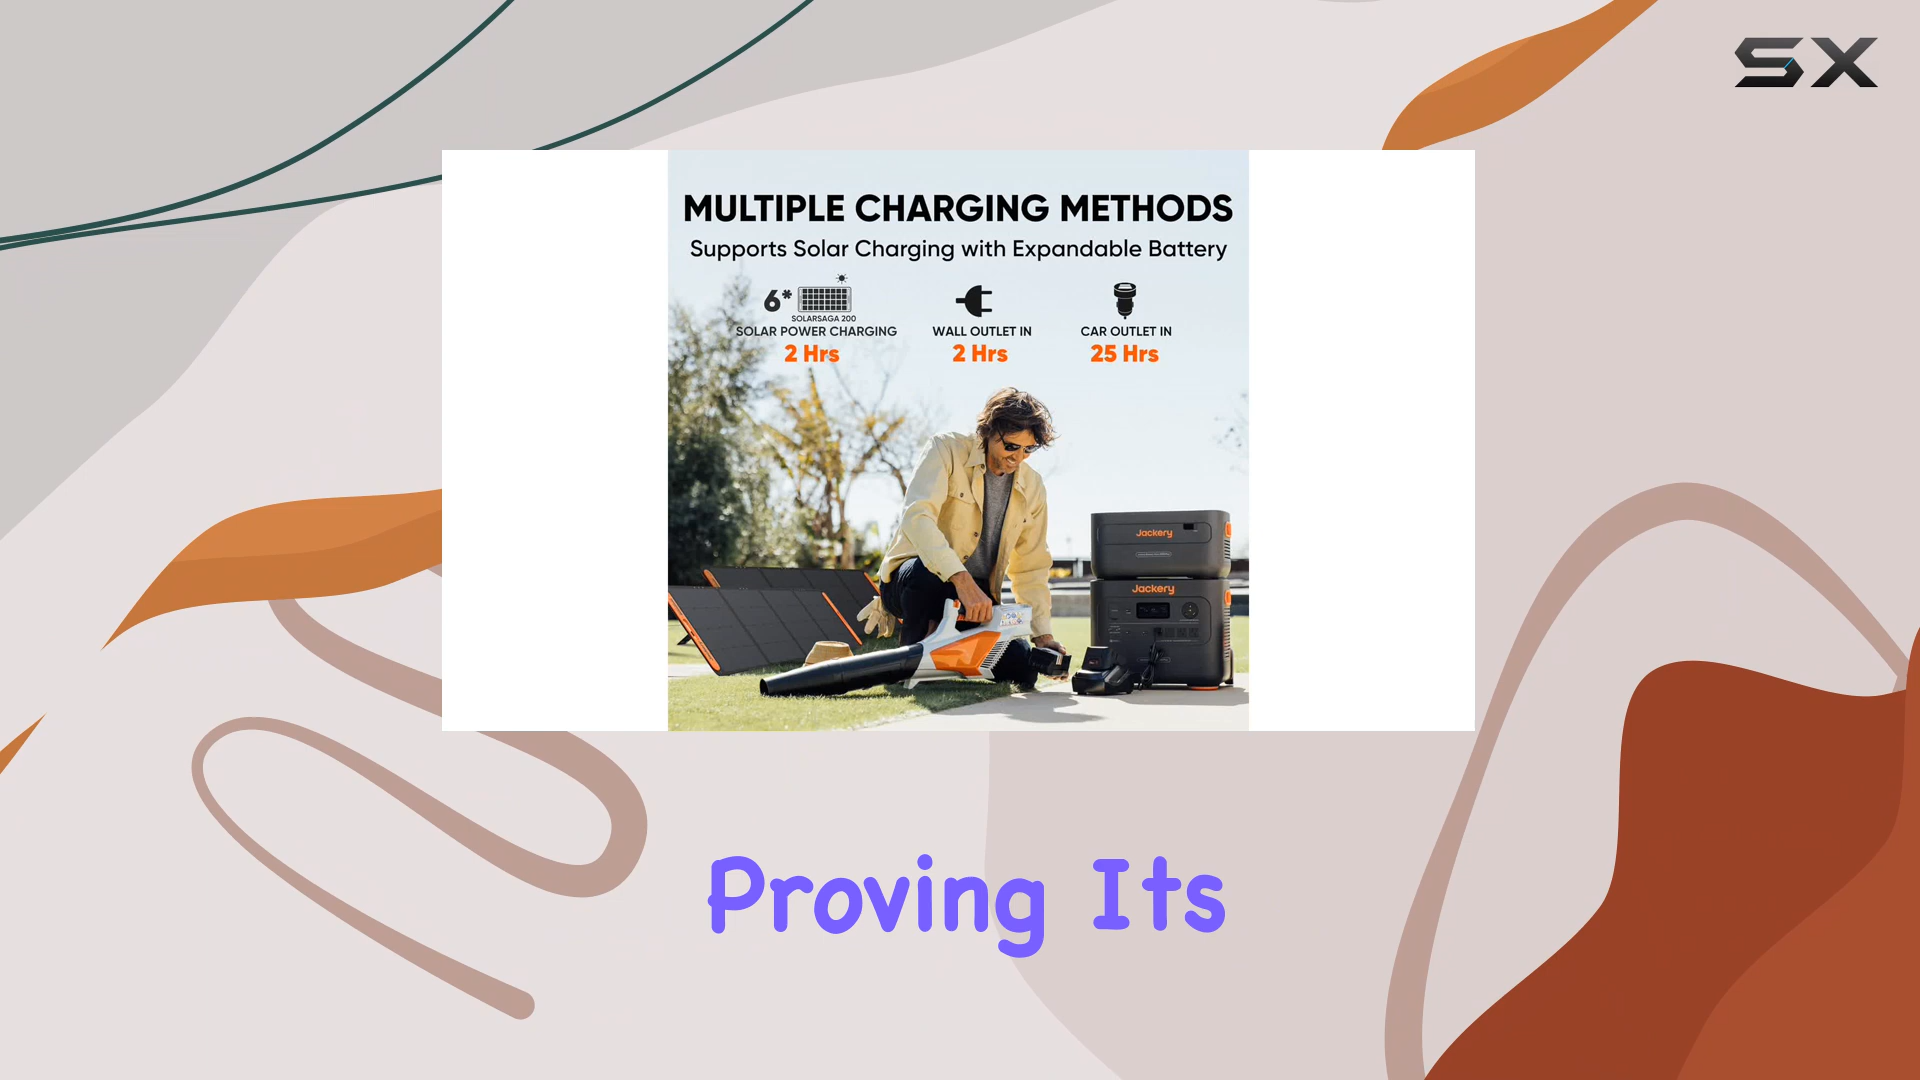 SX
MULTIPLE CHARGING METHODS
Supports Solar Charging with Expandable Battery
6*
SOLARSAGA 200
SOLAR POWER CHARGING
2 Hrs
WALL OUTLET IN
2 Hrs
CAR OUTLET IN
25 Hrs
Jackery
Jackery
Proving Its